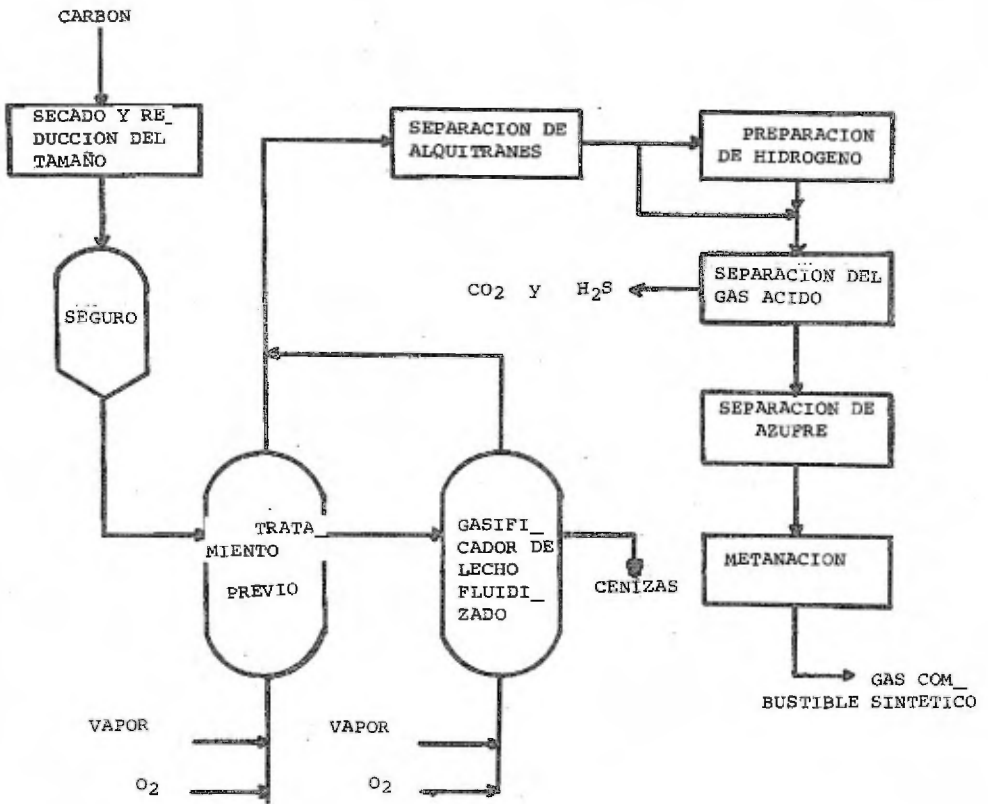 CARBON
SECADO Y RE_
DUCCION DEL
TAMAÑO
SEGURO
SEPARACION DE
ALQUITRANES
PREPARACION
DE HIDROGENO
SEPARACION DEL
GAS ACIDO
CO2 y H2S
SEPARACION DE
AZUFRE
METANACION
GAS COM_
BUSTIBLE SINTETICO
TRATA_
MIENTO
PREVIO
GASIFI_
CADOR DE
LECHO
FLUIDI_
ZADO
CENIZAS
VAPOR
O2
VAPOR
O2